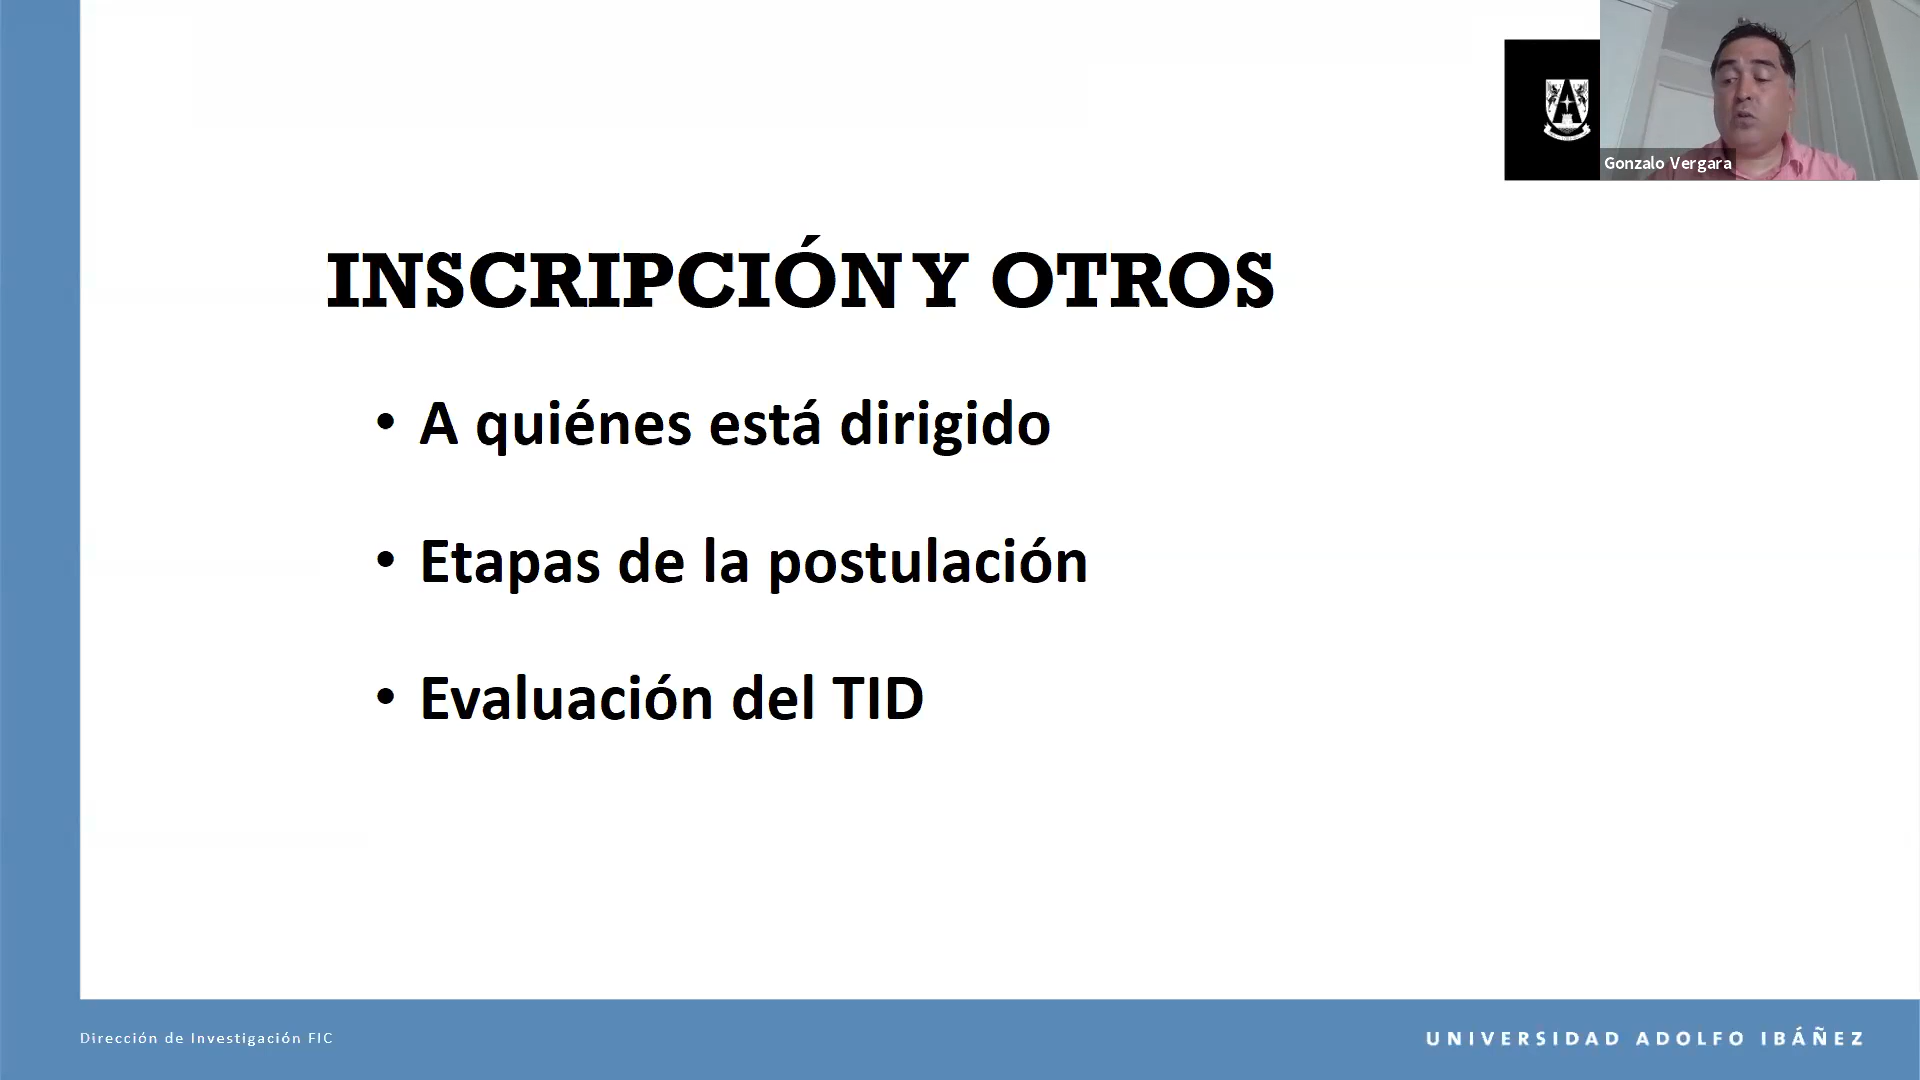 Gonzalo Vergara
INSCRIPCIÓN Y OTROS
• A quiénes está dirigido
• Etapas de la postulación
• Evaluación del TID
Dirección de Investigación FIC
UNIVERSIDAD ADOLFO IBÁÑEZ